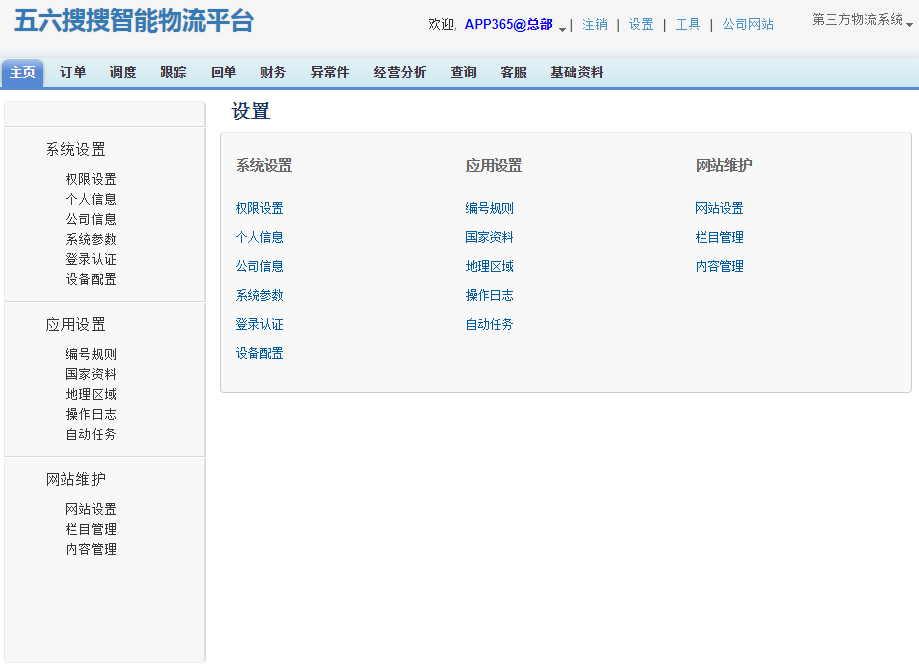 五六搜搜智能物流平台
欢迎, APP365@总部 | 注销 | 设置 | 工具 | 公司网站
第三方物流系统
主页 订单 调度 跟踪 回单 财务 异常件 经营分析 查询 客服 基础资料
系统设置
权限设置
个人信息
公司信息
系统参数
登录认证
设备配置
应用设置
编号规则
国家资料
地理区域
操作日志
自动任务
网站维护
网站设置
栏目管理
内容管理
设置
系统设置
权限设置
个人信息
公司信息
系统参数
登录认证
设备配置
应用设置
编号规则
国家资料
地理区域
操作日志
自动任务
网站维护
网站设置
栏目管理
内容管理